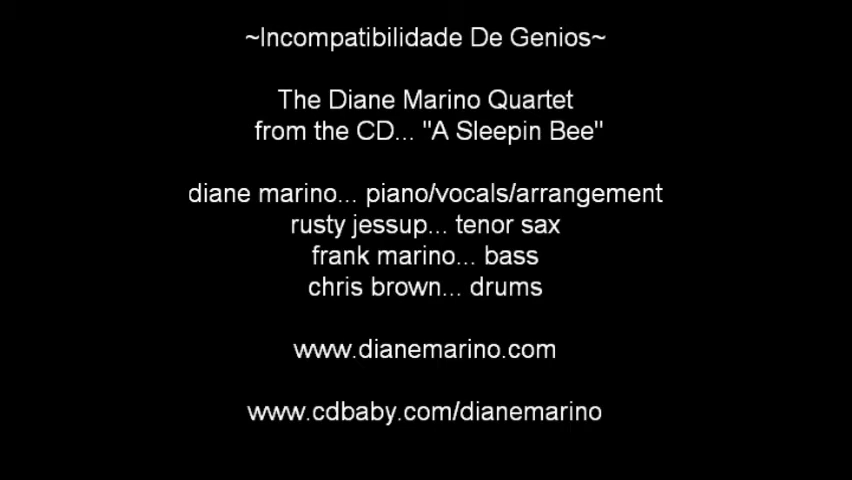 ~Incompatibilidade De Genios~
The Diane Marino Quartet
from the CD... "A Sleepin Bee"
diane marino... piano/vocals/arrangement
rusty jessup... tenor sax
frank marino... bass
chris brown... drums
www.dianemarino.com
www.cdbaby.com/dianemarino